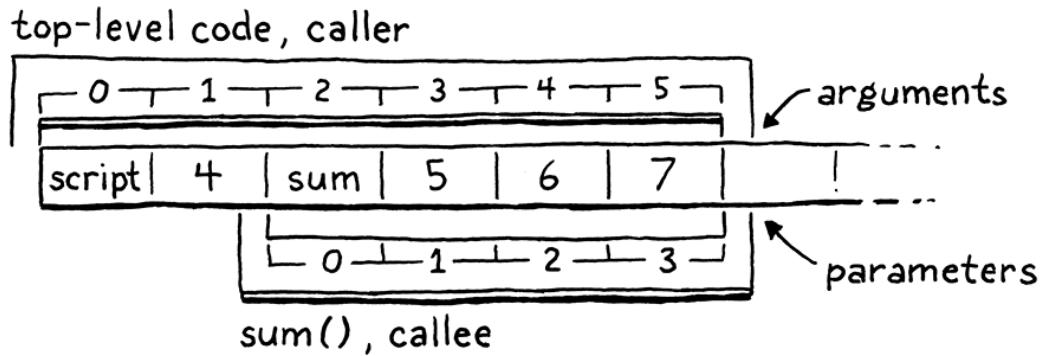 top-level code, caller
0 1 2 3 4 5
arguments
script 4 sum 5 6 7
0 1 2 3
parameters
sum(), callee